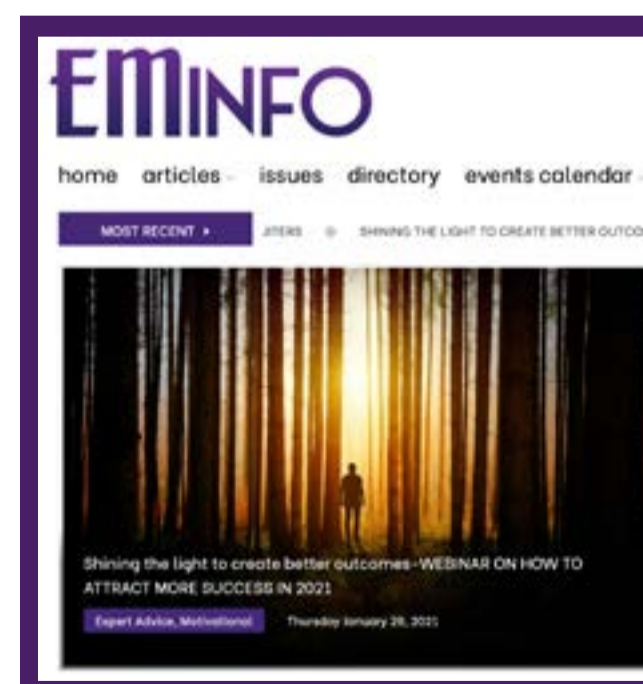 EMINFO
home articles issues directory events calendar
MOST RECENT ITERS SHINING THE LIGHT TO CREATE BETTER OUTCO
Shining the light to create better outcomes-WEBINAR ON HOW TO
ATTRACT MORE SUCCESS IN 2021
Expert Advice, Motivational Thursday January 28, 2021